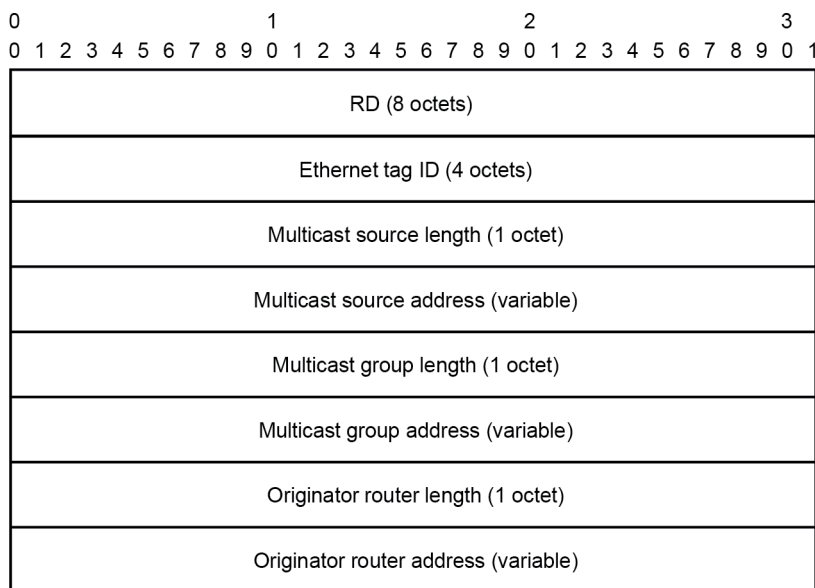 0 1 2 3
0 1 2 3 4 5 6 7 8 9 0 1 2 3 4 5 6 7 8 9 0 1 2 3 4 5 6 7 8 9 0 1
RD (8 octets)
Ethernet tag ID (4 octets)
Multicast source length (1 octet)
Multicast source address (variable)
Multicast group length (1 octet)
Multicast group address (variable)
Originator router length (1 octet)
Originator router address (variable)